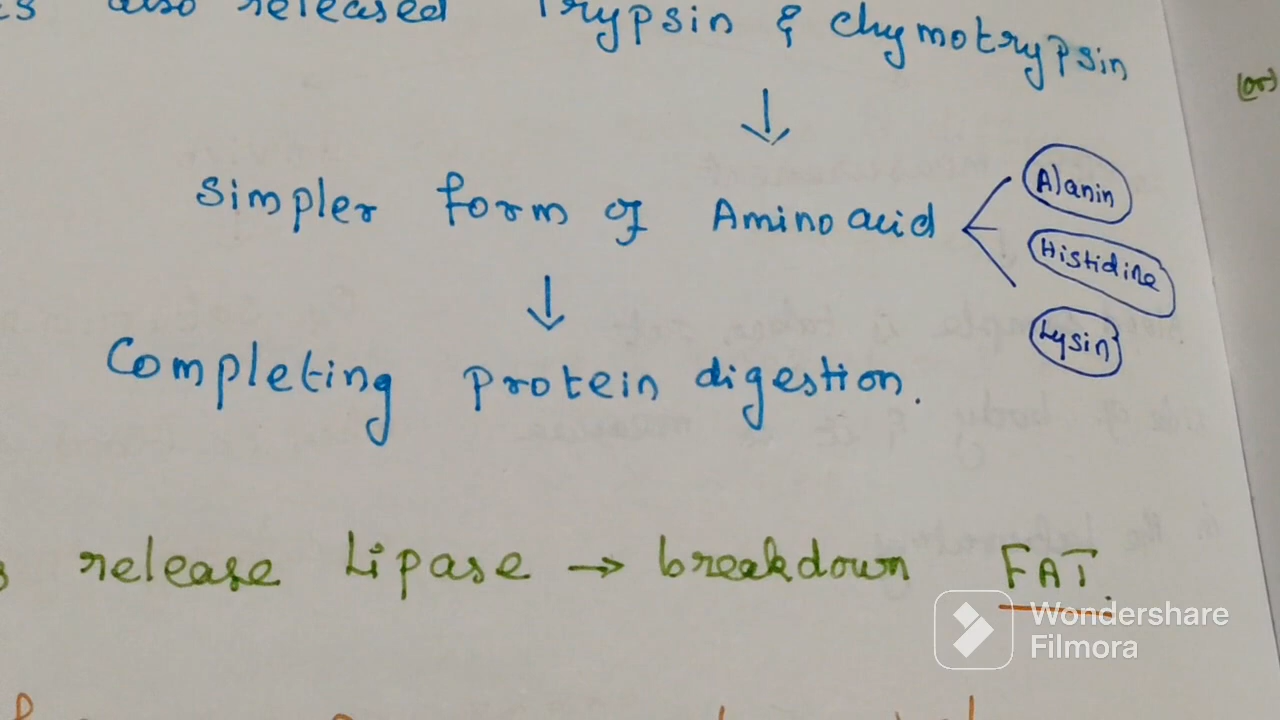 also released Trypsin & chymotrypsin
(or)
↓
Simpler form of Amino acid
Alanin
Histidine
Lysin
↓
Completing protein digestion.
release Lipase → breakdown FAT.
Wondershare
Filmora